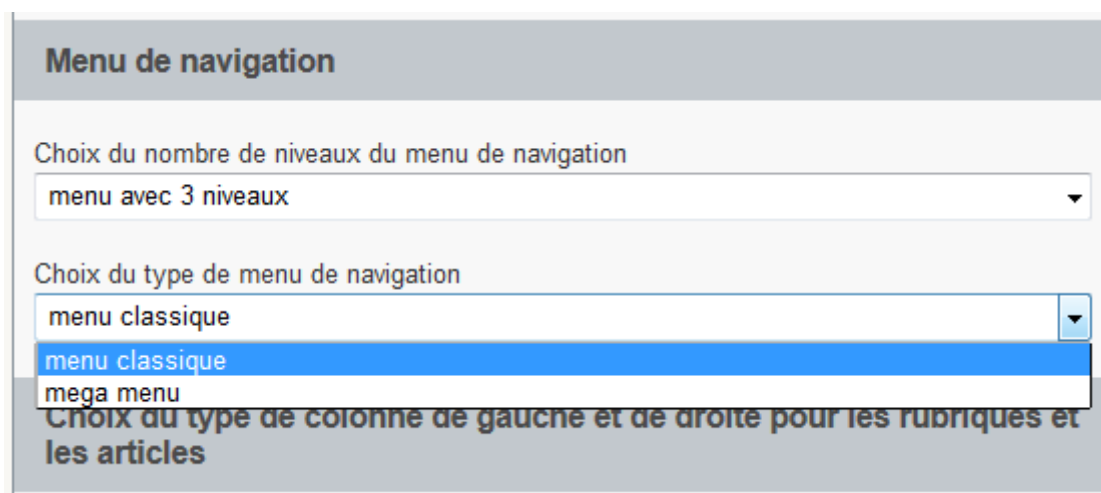 Menu de navigation
Choix du nombre de niveaux du menu de navigation
menu avec 3 niveaux
Choix du type de menu de navigation
menu classique
menu classique
mega menu
Choix du type de colonne de gauche et de droite pour les rubriques et
les articles